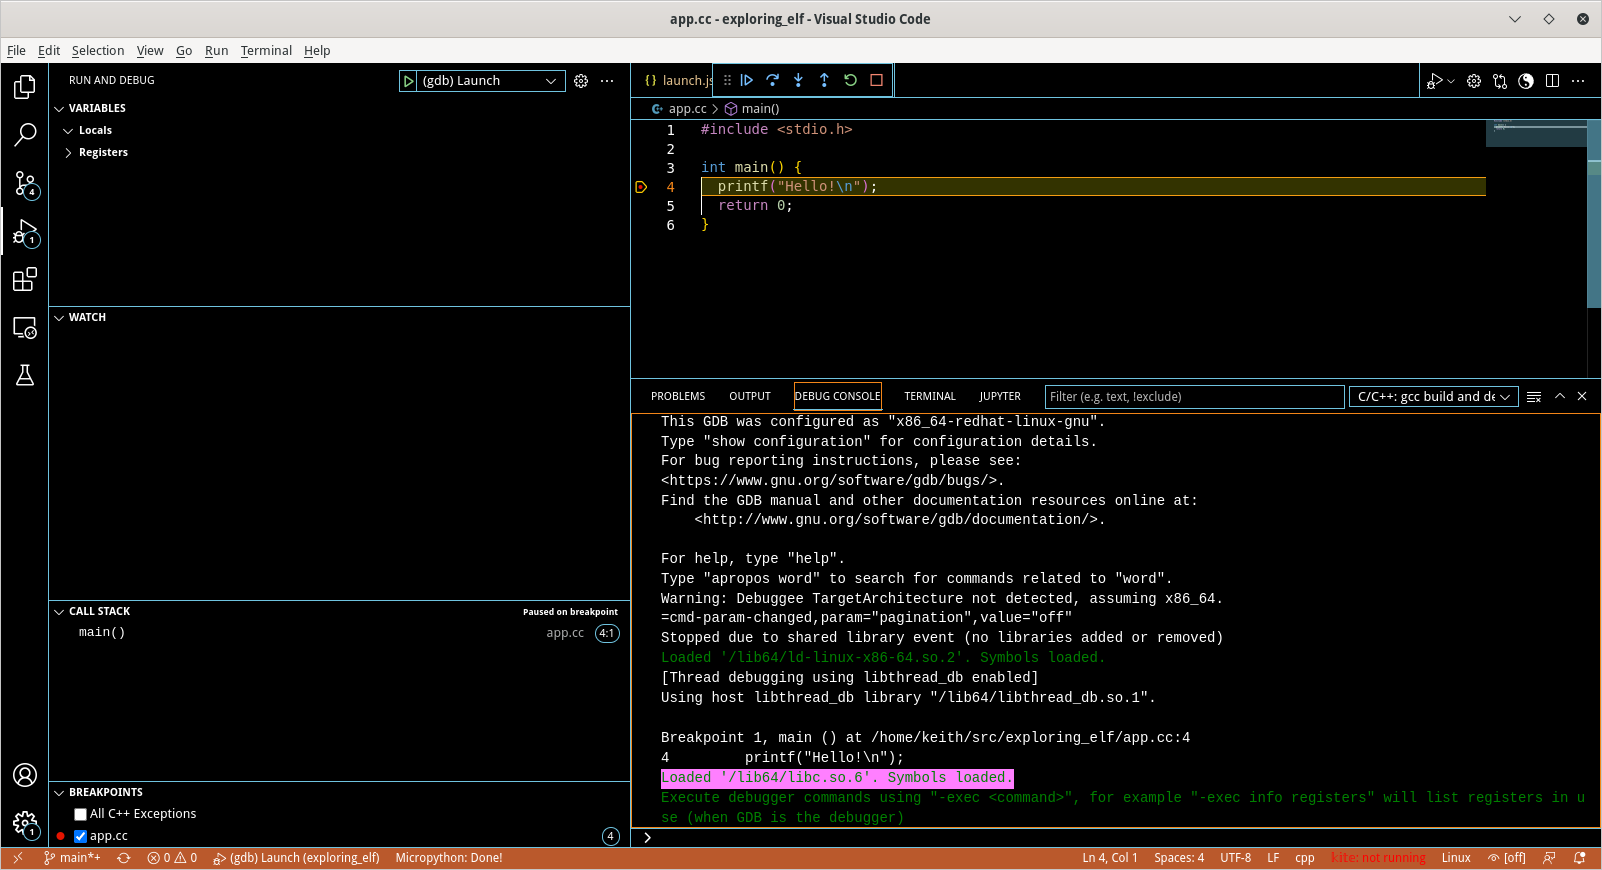 app.cc - exploring_elf - Visual Studio Code
File Edit Selection View Go Run Terminal Help
RUN AND DEBUG
(gdb) Launch
VARIABLES
Locals
Registers
4
1
WATCH
CALL STACK
Paused on breakpoint
main()
app.cc
4:1
BREAKPOINTS
All C++ Exceptions
app.cc
4
1
{} launch.js
app.cc > main()
1 #include <stdio.h>
2
3 int main() {
4 printf("Hello!\n");
5 return 0;
6 }
PROBLEMS OUTPUT DEBUG CONSOLE TERMINAL JUPYTER
Filter (e.g. text, !exclude)
C/C++: gcc build and de
This GDB was configured as "x86_64-redhat-linux-gnu".
Type "show configuration" for configuration details.
For bug reporting instructions, please see:
<https://www.gnu.org/software/gdb/bugs/>.
Find the GDB manual and other documentation resources online at:
<http://www.gnu.org/software/gdb/documentation/>.
For help, type "help".
Type "apropos word" to search for commands related to "word".
Warning: Debuggee TargetArchitecture not detected, assuming x86_64.
=cmd-param-changed,param="pagination",value="off"
Stopped due to shared library event (no libraries added or removed)
Loaded '/lib64/ld-linux-x86-64.so.2'. Symbols loaded.
[Thread debugging using libthread_db enabled]
Using host libthread_db library "/lib64/libthread_db.so.1".
Breakpoint 1, main () at /home/keith/src/exploring_elf/app.cc:4
4 printf("Hello!\n");
Loaded '/lib64/libc.so.6'. Symbols loaded.
Execute debugger commands using "-exec <command>", for example "-exec info registers" will list registers in u
se (when GDB is the debugger)
>
main*+ 0 0 (gdb) Launch (exploring_elf) Micropython: Done! Ln 4, Col 1 Spaces: 4 UTF-8 LF cpp kite: not running Linux [off]